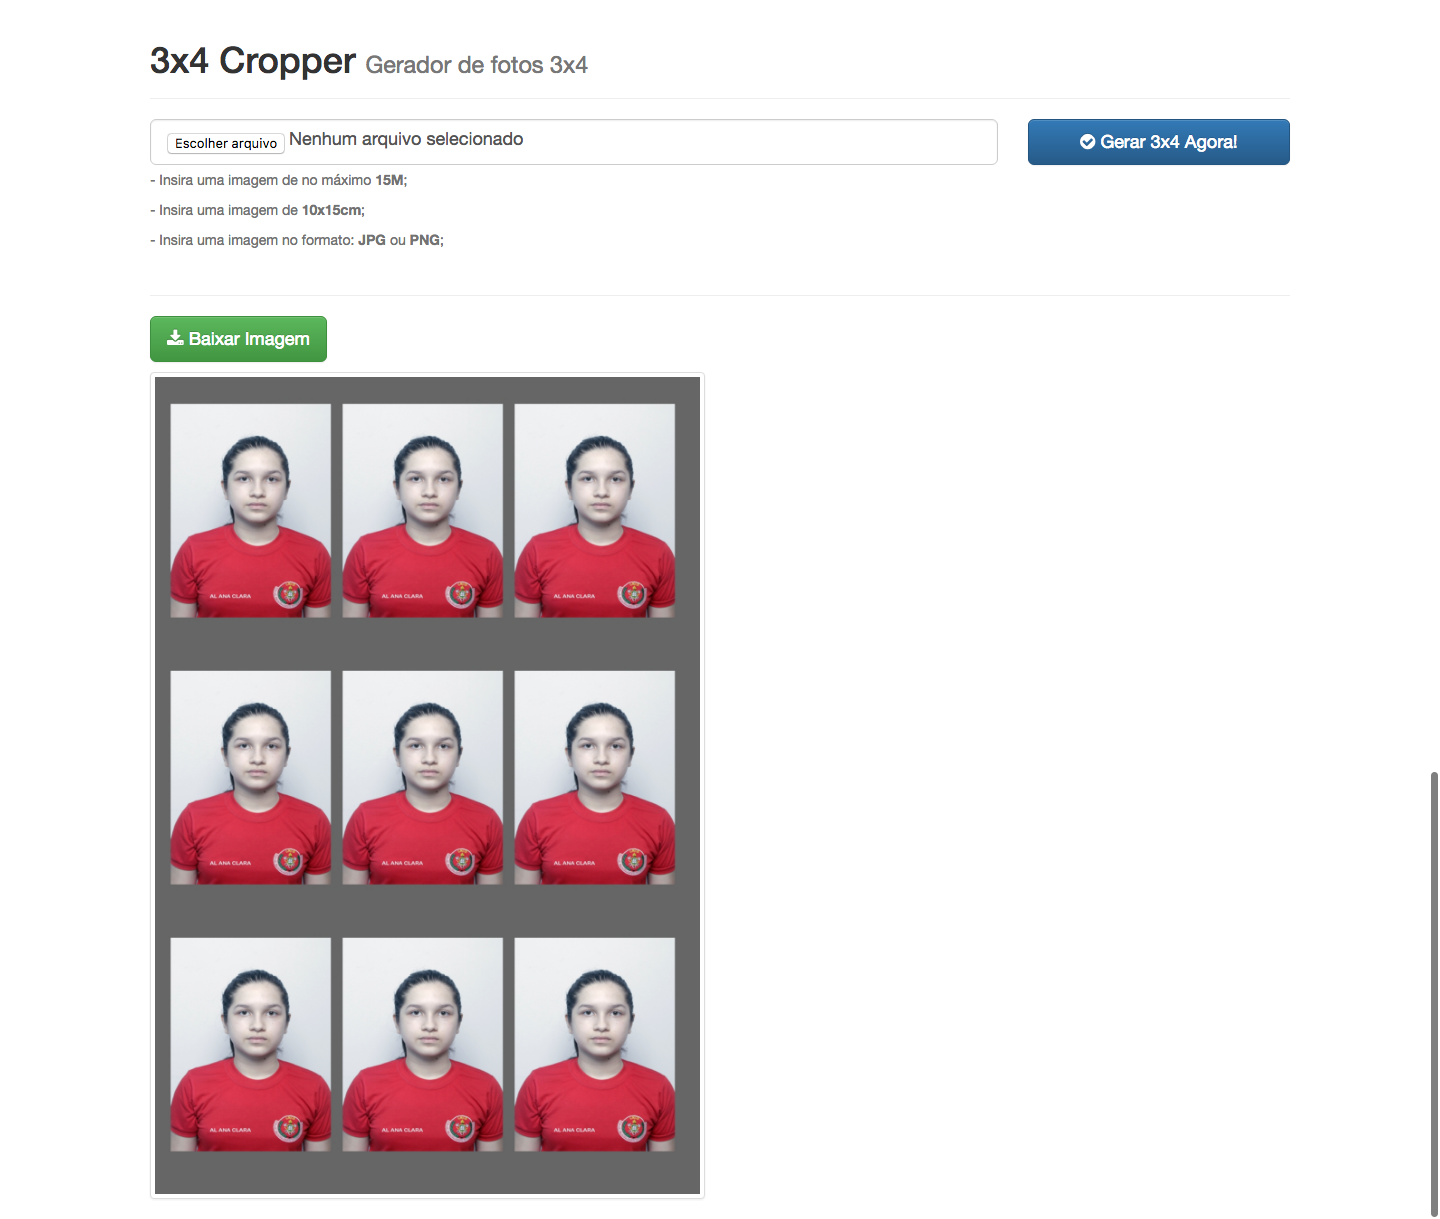 3x4 Cropper Gerador de fotos 3x4
Escolher arquivo Nenhum arquivo selecionado
Gerar 3x4 Agora!
- Insira uma imagem de no máximo 15M;
- Insira uma imagem de 10x15cm;
- Insira uma imagem no formato: JPG ou PNG;
Baixar Imagem
AL ANA CLARA
AL ANA CLARA
AL ANA CLARA
AL ANA CLARA
AL ANA CLARA
AL ANA CLARA
AL ANA CLARA
AL ANA CLARA
AL ANA CLARA